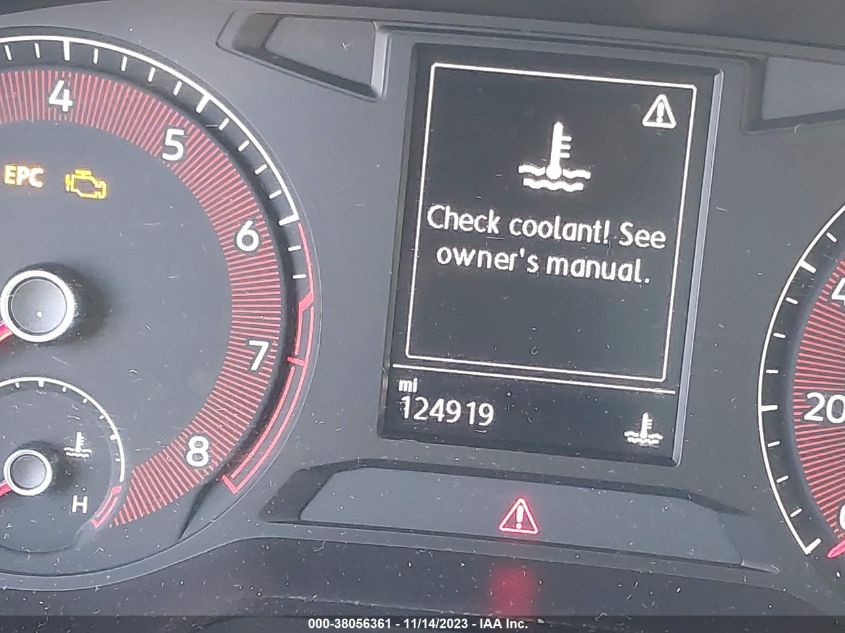 4
5
EPC
6
7
8
H
Check coolant! See
owner's manual.
mi
124919
20
000-38056361 - 11/14/2023 - IAA Inc.